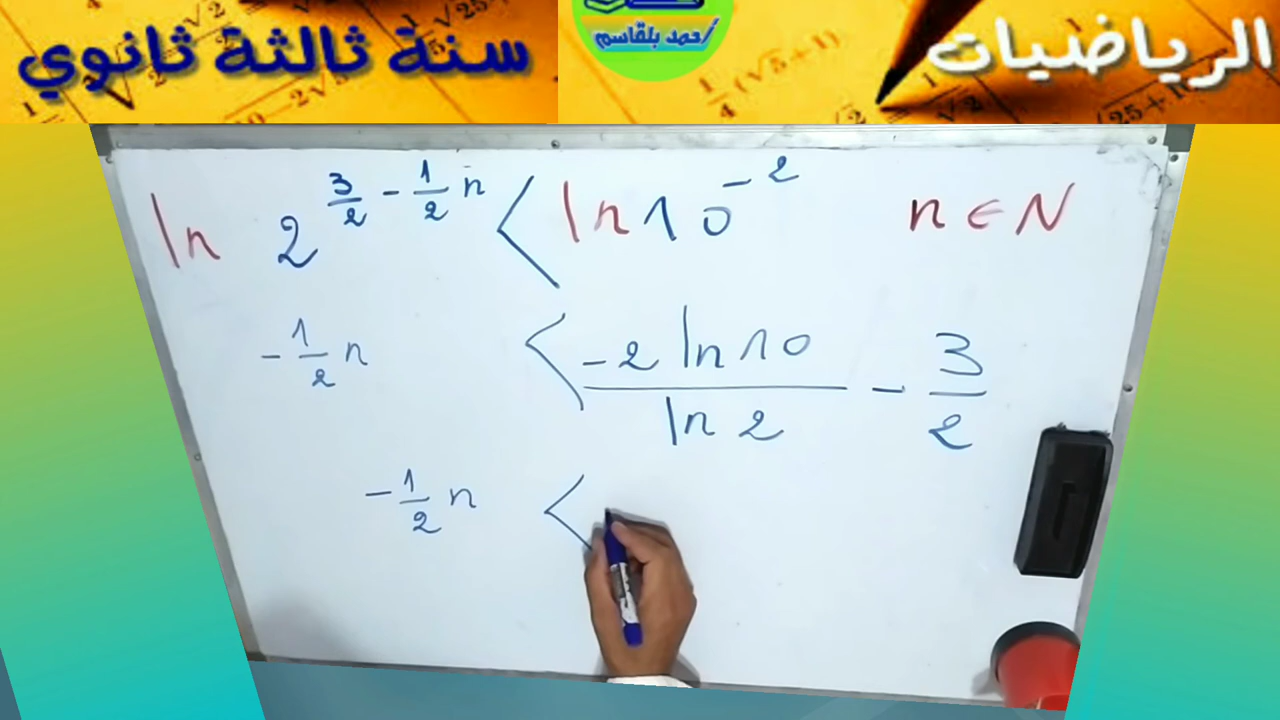 الرياضيات
أحمد بلقاسم
سنة ثالثة ثانوي
ln 2^{3/2 - 1/2 n} < ln 10^{-2} n ∈ N
-1/2 n < (-2 ln 10)/(ln 2) - 3/2
-1/2 n <